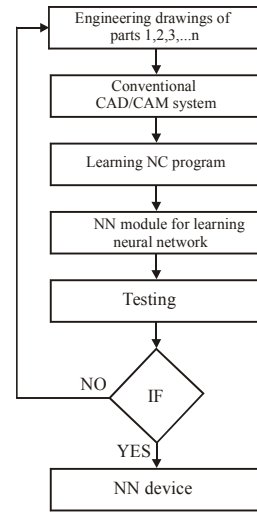 Engineering drawings of
parts 1,2,3,...n
Conventional
CAD/CAM system
Learning NC program
NN module for learning
neural network
Testing
IF
NO
YES
NN device